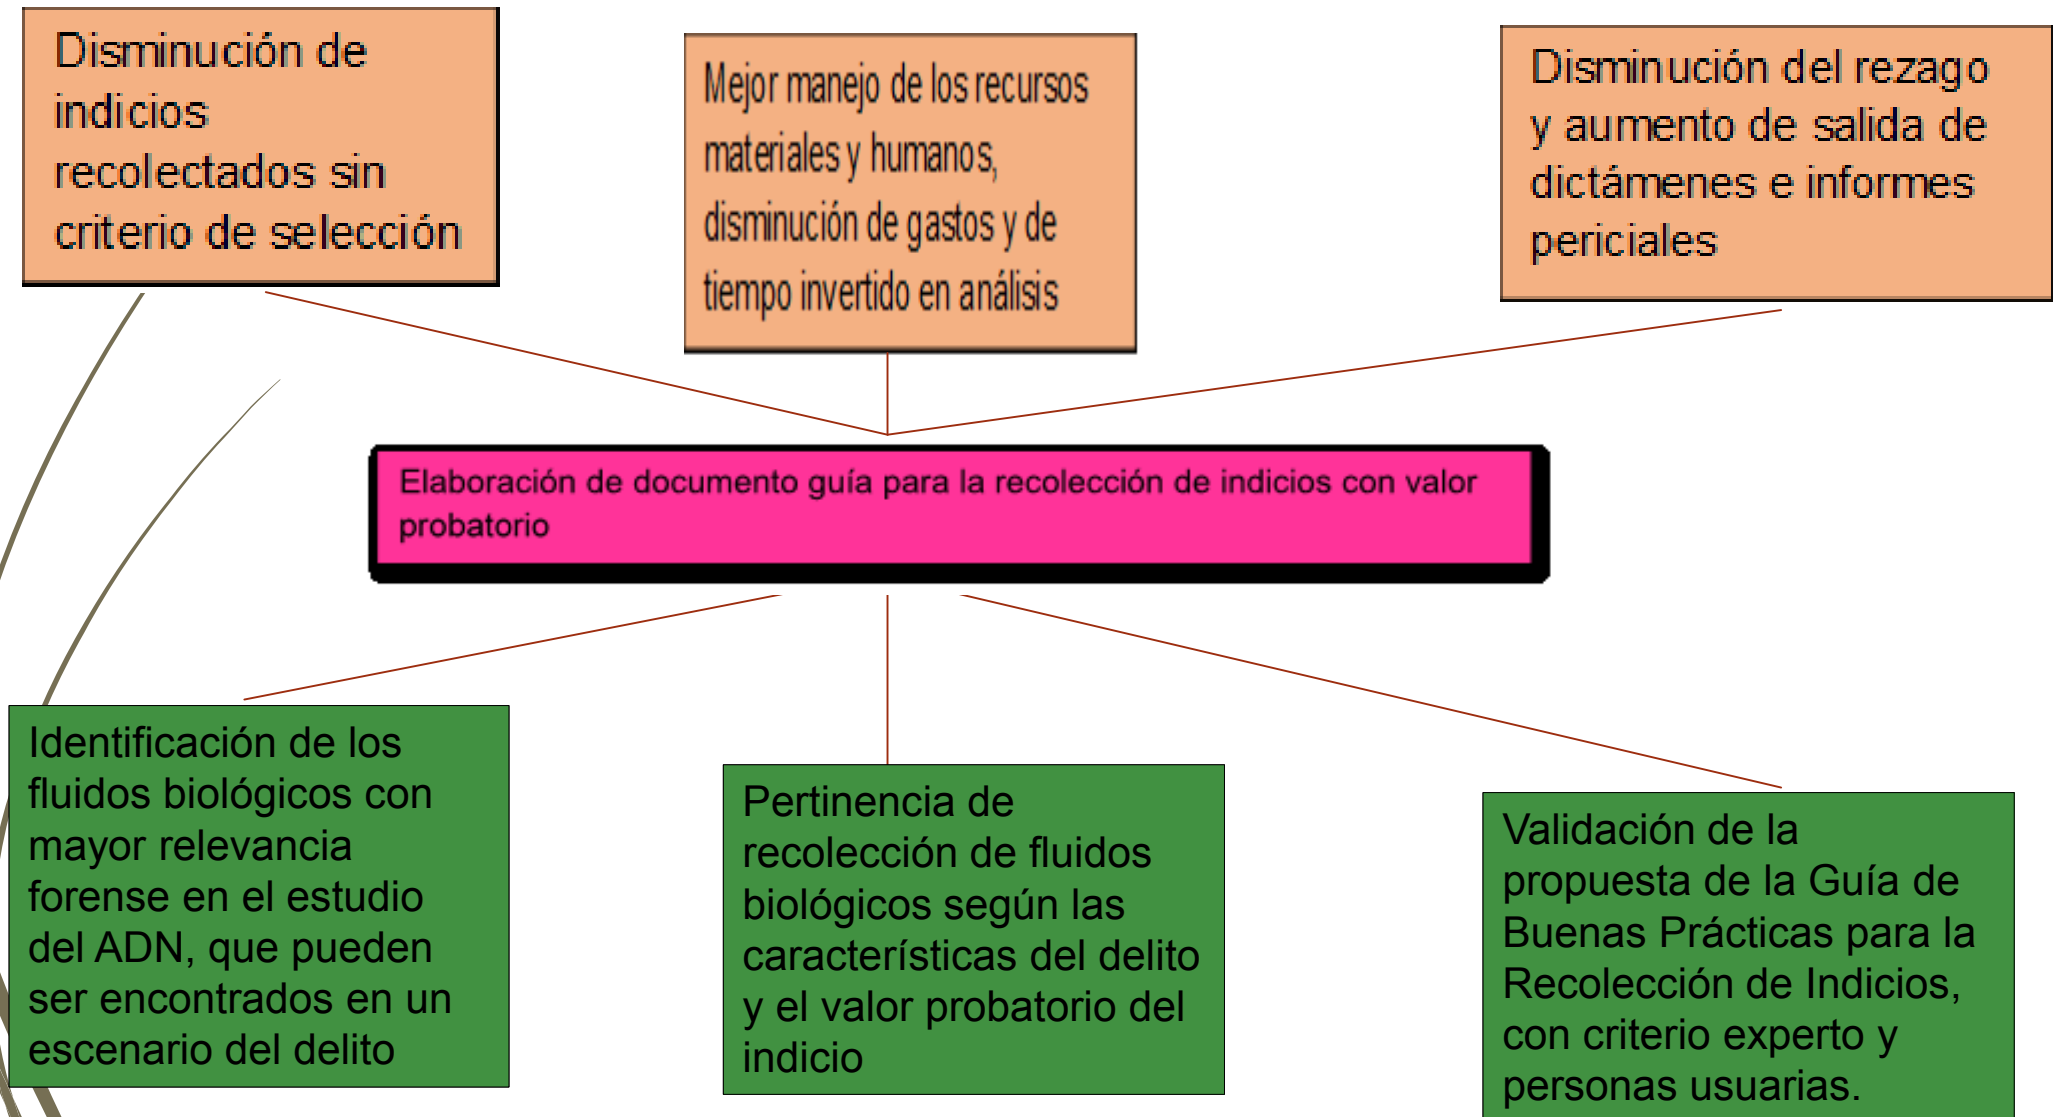 Disminución de
indicios
recolectados sin
criterio de selección
Mejor manejo de los recursos
materiales y humanos,
disminución de gastos y de
tiempo invertido en análisis
Disminución del rezago
y aumento de salida de
dictámenes e informes
periciales
Elaboración de documento guía para la recolección de indicios con valor
probatorio
Identificación de los
fluidos biológicos con
mayor relevancia
forense en el estudio
del ADN, que pueden
ser encontrados en un
escenario del delito
Pertinencia de
recolección de fluidos
biológicos según las
características del delito
y el valor probatorio del
indicio
Validación de la
propuesta de la Guía de
Buenas Prácticas para la
Recolección de Indicios,
con criterio experto y
personas usuarias.